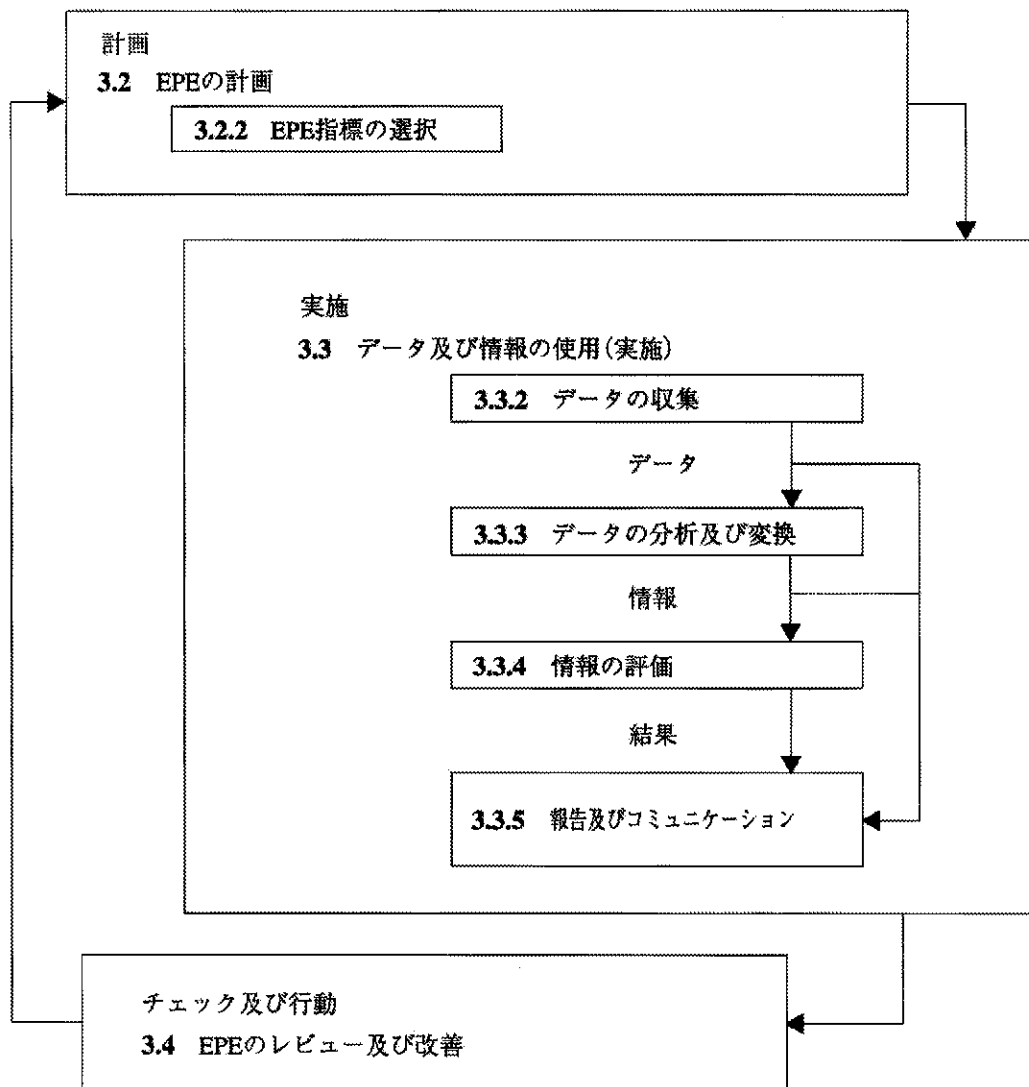 計画
3.2 EPEの計画
3.2.2 EPE指標の選択
実施
3.3 データ及び情報の使用(実施)
3.3.2 データの収集
データ
3.3.3 データの分析及び変換
情報
3.3.4 情報の評価
結果
3.3.5 報告及びコミュニケーション
チェック及び行動
3.4 EPEのレビュー及び改善